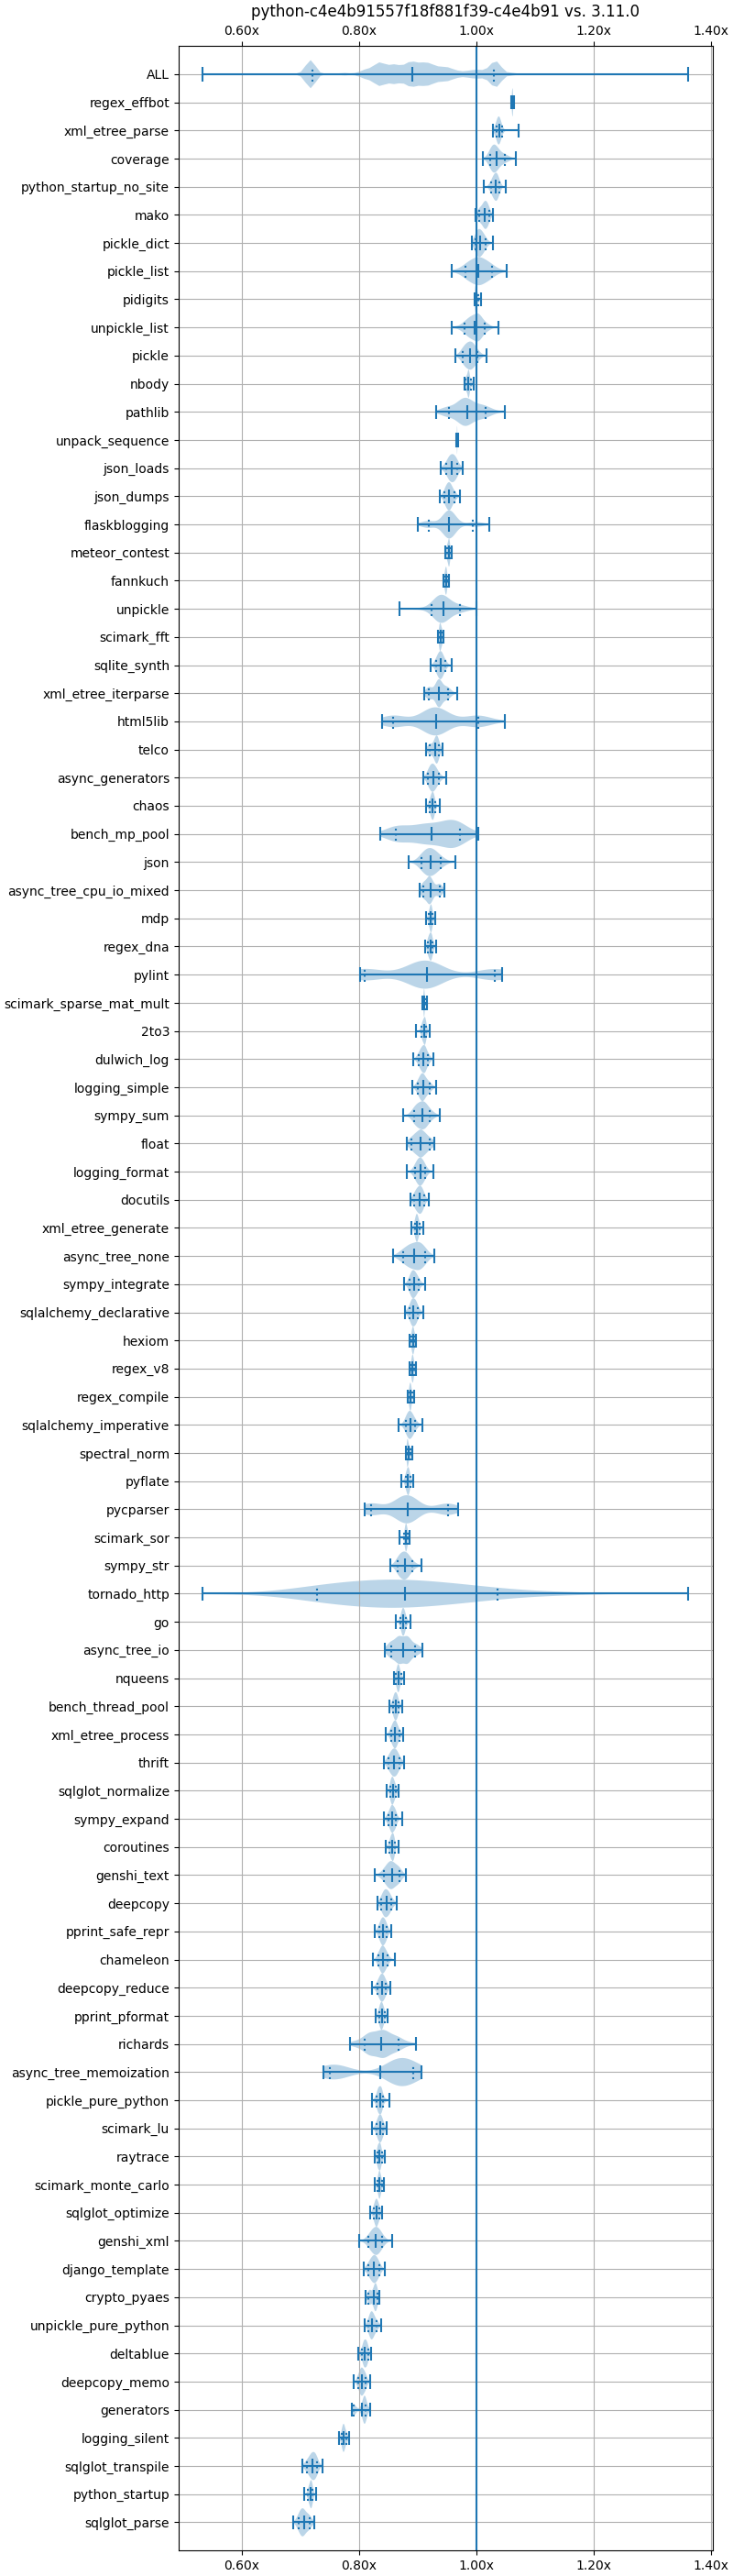 python-c4e4b91557f18f881f39-c4e4b91 vs. 3.11.0
0.60x 0.80x 1.00x 1.20x 1.40x
ALL
regex_effbot
xml_etree_parse
coverage
python_startup_no_site
mako
pickle_dict
pickle_list
pidigits
unpickle_list
pickle
nbody
pathlib
unpack_sequence
json_loads
json_dumps
flaskblogging
meteor_contest
fannkuch
unpickle
scimark_fft
sqlite_synth
xml_etree_iterparse
html5lib
telco
async_generators
chaos
bench_mp_pool
json
async_tree_cpu_io_mixed
mdp
regex_dna
pylint
scimark_sparse_mat_mult
2to3
dulwich_log
logging_simple
sympy_sum
float
logging_format
docutils
xml_etree_generate
async_tree_none
sympy_integrate
sqlalchemy_declarative
hexiom
regex_v8
regex_compile
sqlalchemy_imperative
spectral_norm
pyflate
pycparser
scimark_sor
sympy_str
tornado_http
go
async_tree_io
nqueens
bench_thread_pool
xml_etree_process
thrift
sqlglot_normalize
sympy_expand
coroutines
genshi_text
deepcopy
pprint_safe_repr
chameleon
deepcopy_reduce
pprint_pformat
richards
async_tree_memoization
pickle_pure_python
scimark_lu
raytrace
scimark_monte_carlo
sqlglot_optimize
genshi_xml
django_template
crypto_pyaes
unpickle_pure_python
deltablue
deepcopy_memo
generators
logging_silent
sqlglot_transpile
python_startup
sqlglot_parse
0.60x 0.80x 1.00x 1.20x 1.40x